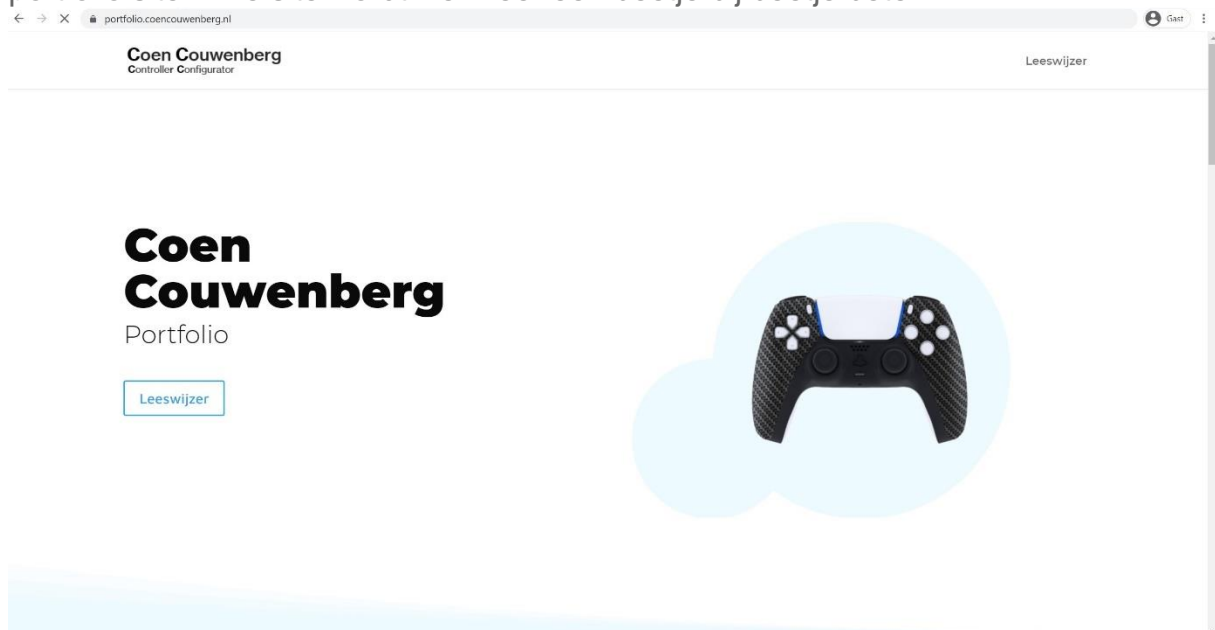 portfolio.coencouwenberg.nl
Gast
Coen Couwenberg
Controller Configurator
Leeswijzer
Coen
Couwenberg
Portfolio
Leeswijzer